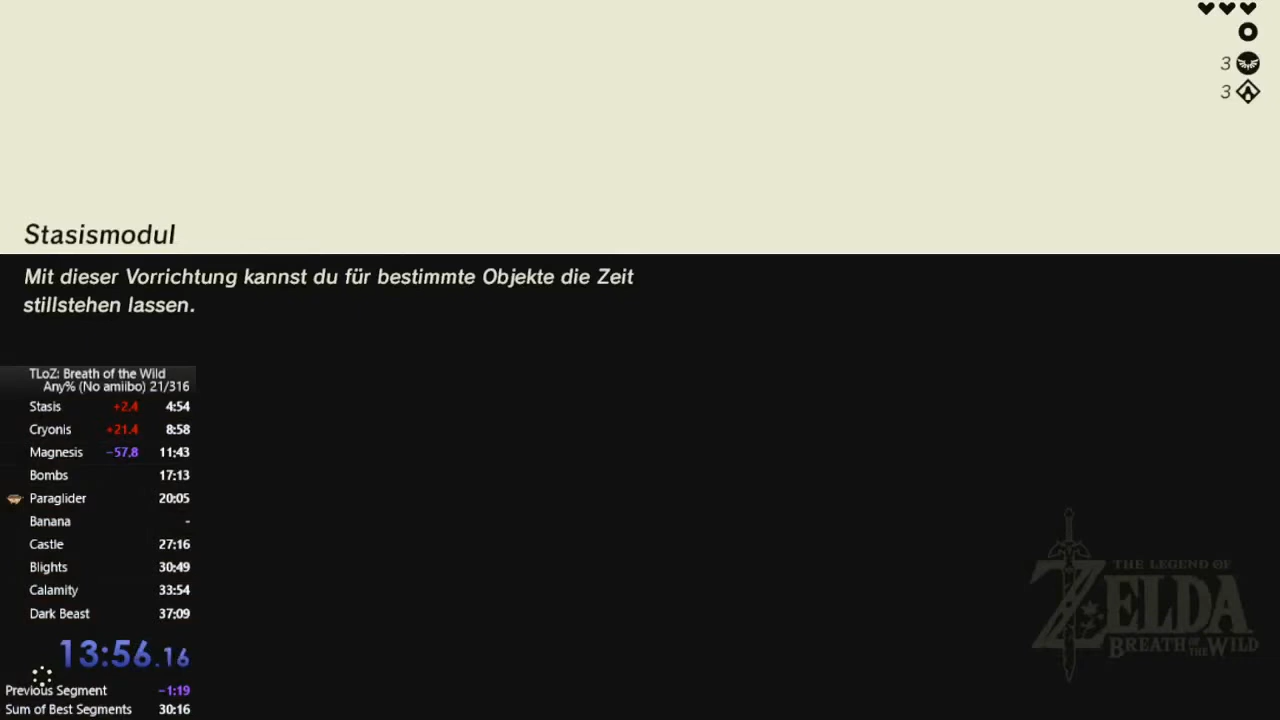 3
3
Stasismodul
Mit dieser Vorrichtung kannst du für bestimmte Objekte die Zeit
stillstehen lassen.
TLoZ: Breath of the Wild
Any% (No amiibo) 21/316
Stasis +2.4 4:54
Cryonis +21.4 8:58
Magnesis −57.8 11:43
Bombs 17:13
Paraglider 20:05
Banana -
Castle 27:16
Blights 30:49
Calamity 33:54
Dark Beast 37:09
13:56.16
Previous Segment −1:19
Sum of Best Segments 30:16
THE LEGEND OF
ZELDA
BREATH OF THE WILD